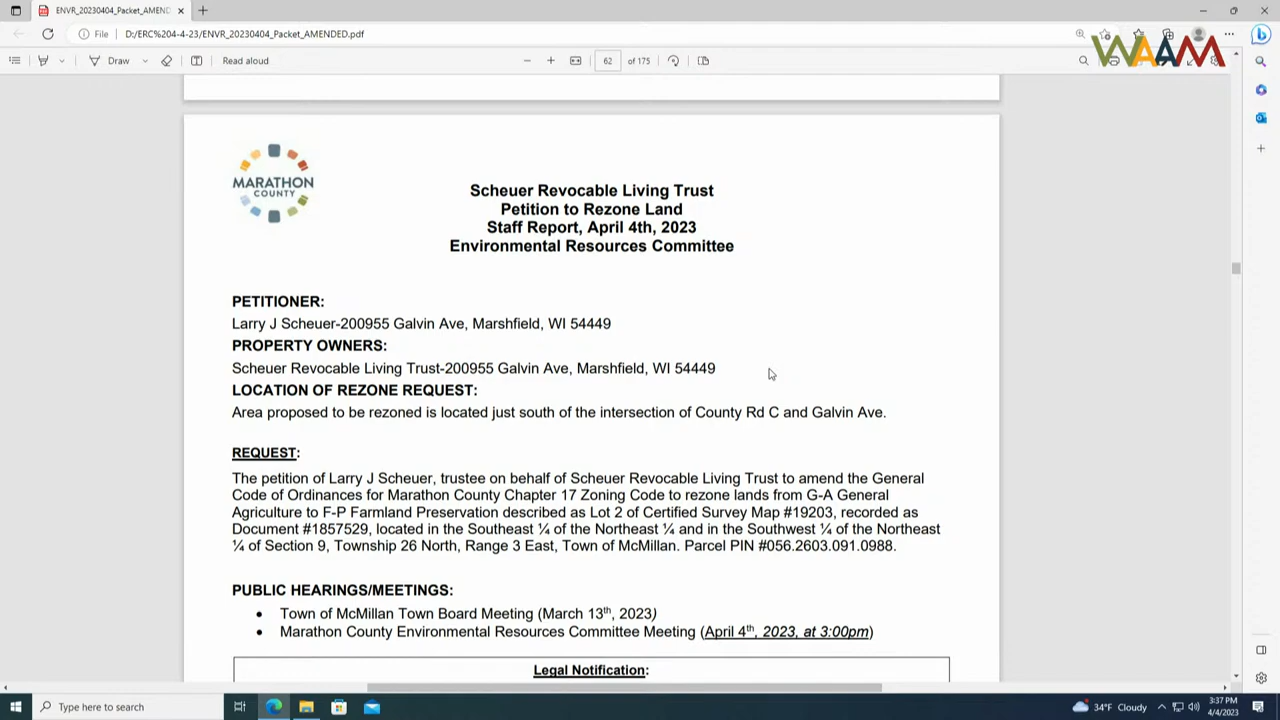 ENVR_20230404_Packet_AMENDED.pdf
File
D:/ERC%204-4-23/ENVR_20230404_Packet_AMENDED.pdf
WAAM
Draw
Read aloud
62
of 175
MARATHON
COUNTY
Scheuer Revocable Living Trust
Petition to Rezone Land
Staff Report, April 4th, 2023
Environmental Resources Committee
PETITIONER:
Larry J Scheuer-200955 Galvin Ave, Marshfield, WI 54449
PROPERTY OWNERS:
Scheuer Revocable Living Trust-200955 Galvin Ave, Marshfield, WI 54449
LOCATION OF REZONE REQUEST:
Area proposed to be rezoned is located just south of the intersection of County Rd C and Galvin Ave.
REQUEST:
The petition of Larry J Scheuer, trustee on behalf of Scheuer Revocable Living Trust to amend the General
Code of Ordinances for Marathon County Chapter 17 Zoning Code to rezone lands from G-A General
Agriculture to F-P Farmland Preservation described as Lot 2 of Certified Survey Map #19203, recorded as
Document #1857529, located in the Southeast ¼ of the Northeast ¼ and in the Southwest ¼ of the Northeast
¼ of Section 9, Township 26 North, Range 3 East, Town of McMillan. Parcel PIN #056.2603.091.0988.
PUBLIC HEARINGS/MEETINGS:
• Town of McMillan Town Board Meeting (March 13th, 2023)
• Marathon County Environmental Resources Committee Meeting (April 4th, 2023, at 3:00pm)
Legal Notification:
Type here to search
34°F Cloudy
3:37 PM
4/4/2023